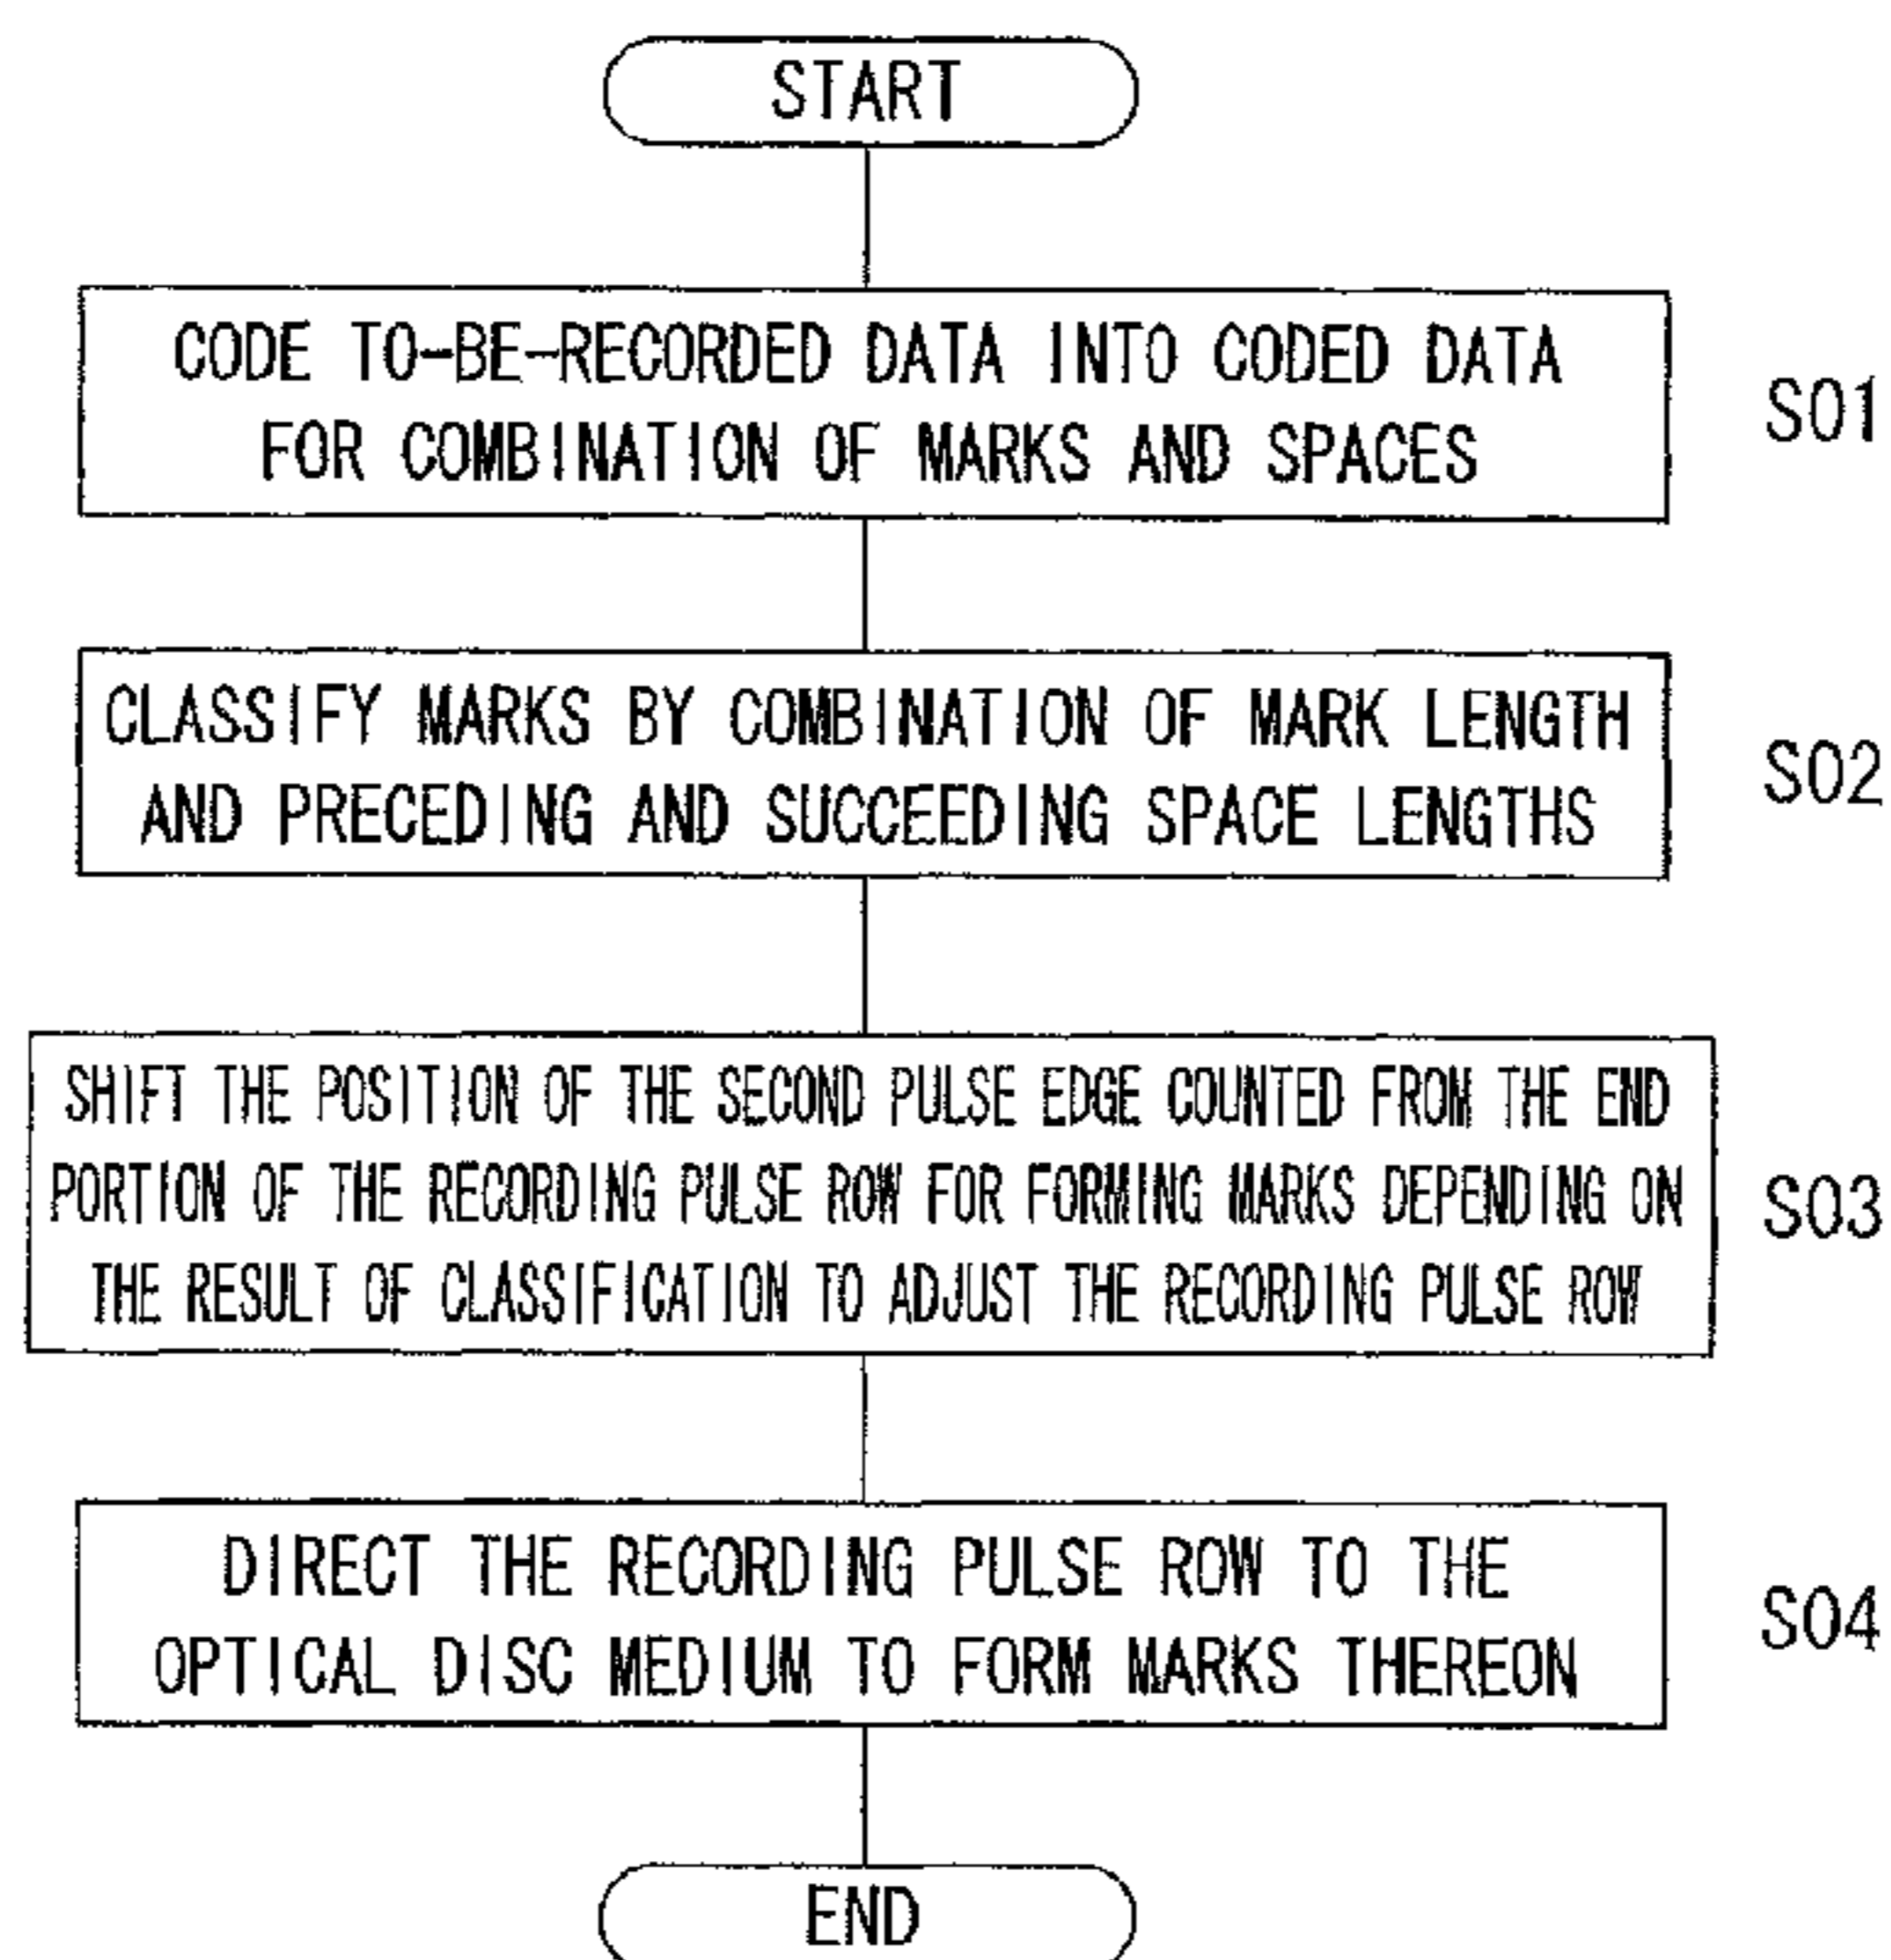 START
CODE TO-BE-RECORDED DATA INTO CODED DATA
FOR COMBINATION OF MARKS AND SPACES
S01
CLASSIFY MARKS BY COMBINATION OF MARK LENGTH
AND PRECEDING AND SUCCEEDING SPACE LENGTHS
S02
SHIFT THE POSITION OF THE SECOND PULSE EDGE COUNTED FROM THE END
PORTION OF THE RECORDING PULSE ROW FOR FORMING MARKS DEPENDING ON
THE RESULT OF CLASSIFICATION TO ADJUST THE RECORDING PULSE ROW
S03
DIRECT THE RECORDING PULSE ROW TO THE
OPTICAL DISC MEDIUM TO FORM MARKS THEREON
S04
END